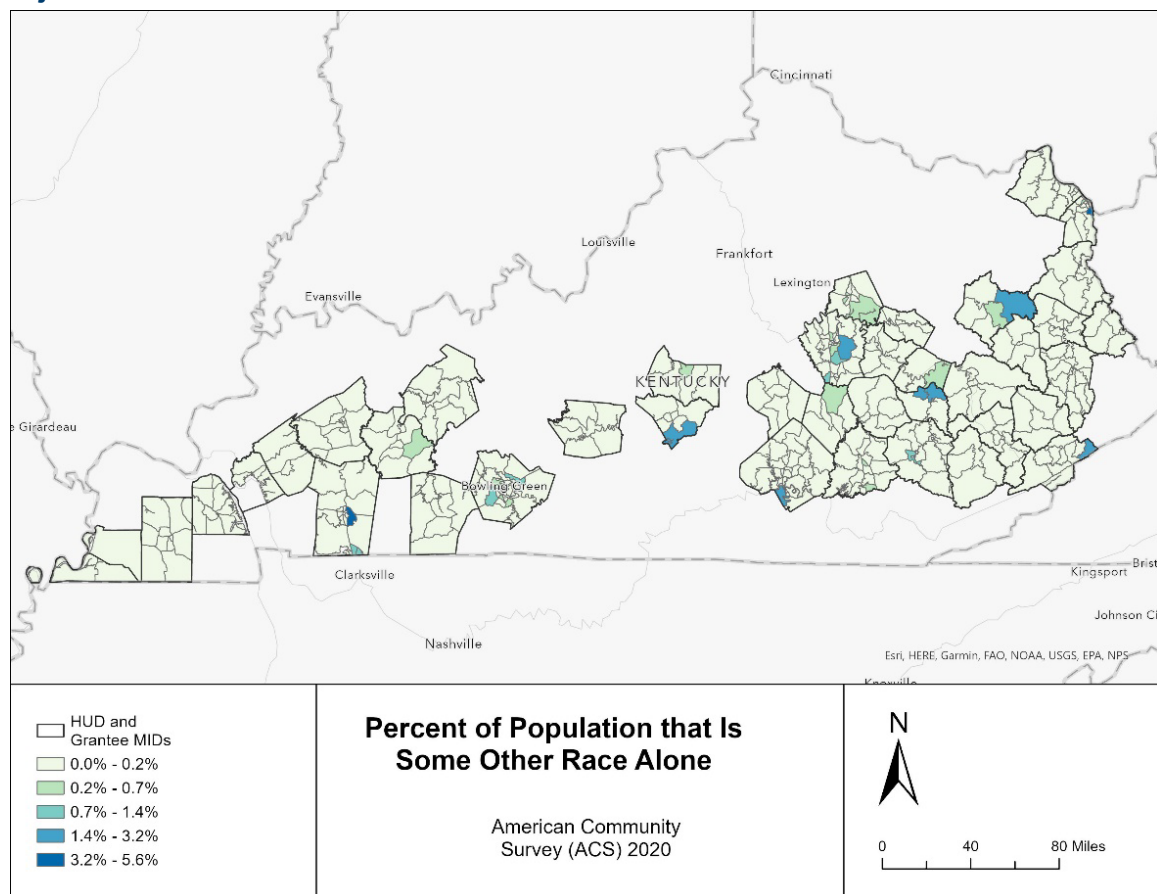 Cincinnati
Louisville
Frankfort
Lexington
Evansville
KENTUCKY
e Girardeau
Bowling Green
Clarksville
Kingsport
Brist
Johnson Ci
Nashville
Esri, HERE, Garmin, FAO, NOAA, USGS, EPA, NPS
HUD and
Grantee MIDs
0.0% - 0.2%
0.2% - 0.7%
0.7% - 1.4%
1.4% - 3.2%
3.2% - 5.6%
Percent of Population that Is
Some Other Race Alone
American Community
Survey (ACS) 2020
N
0 40 80 Miles